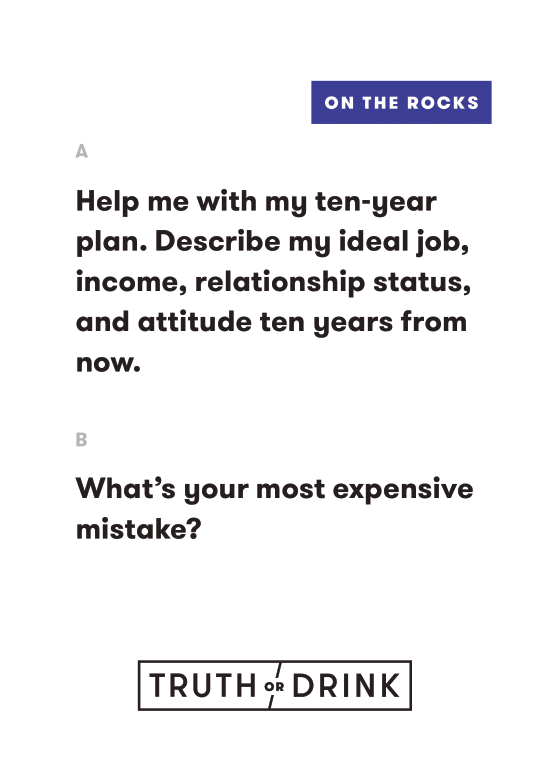 ON THE ROCKS
A
Help me with my ten-year
plan. Describe my ideal job,
income, relationship status,
and attitude ten years from
now.
B
What's your most expensive
mistake?
TRUTH OR DRINK